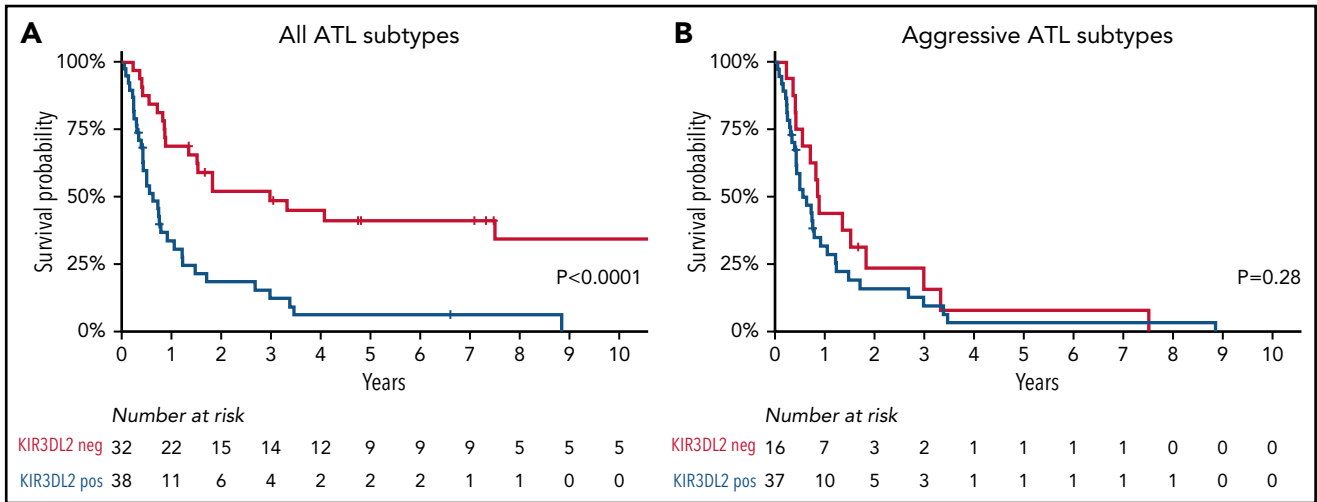 A
All ATL subtypes
100%
75%
50%
25%
0%
Survival probability
P<0.0001
0 1 2 3 4 5 6 7 8 9 10
Years
Number at risk
KIR3DL2 neg 32 22 15 14 12 9 9 9 5 5 5
KIR3DL2 pos 38 11 6 4 2 2 2 1 1 0 0
B
Aggressive ATL subtypes
100%
75%
50%
25%
0%
Survival probability
P=0.28
0 1 2 3 4 5 6 7 8 9 10
Years
Number at risk
KIR3DL2 neg 16 7 3 2 1 1 1 1 0 0 0
KIR3DL2 pos 37 10 5 3 1 1 1 1 1 0 0